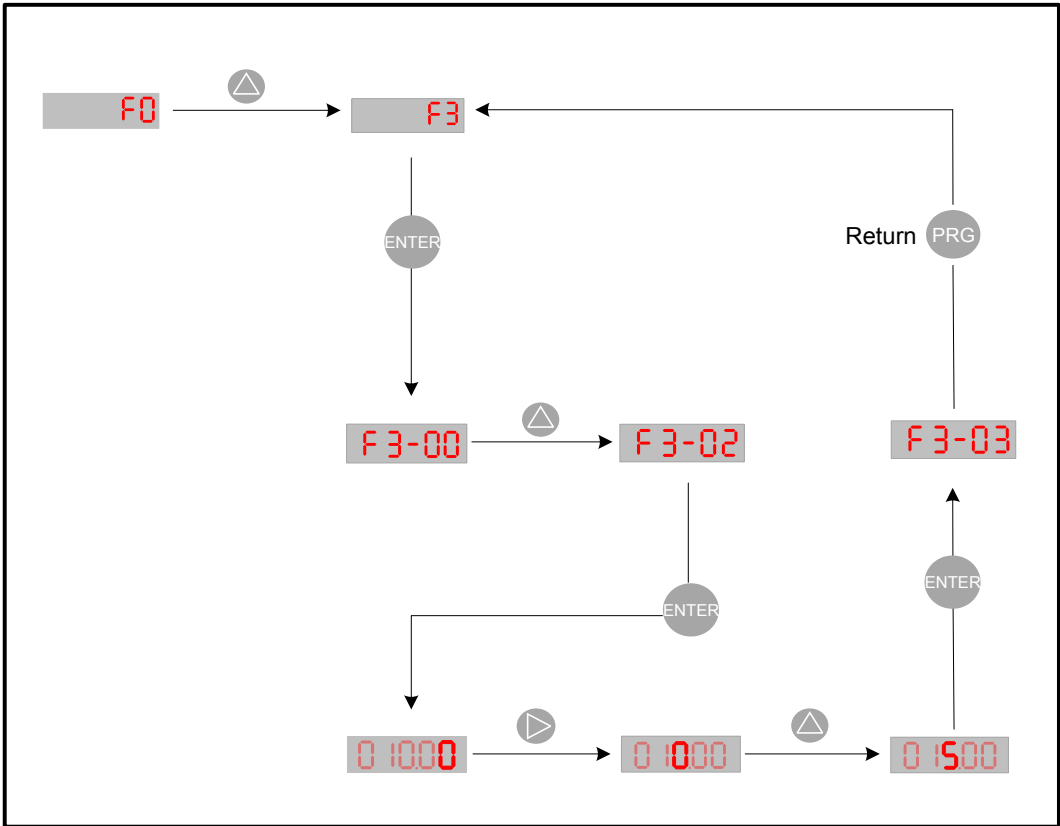 F0
F3
ENTER
Return PRG
F3-00
F3-02
F3-03
ENTER
ENTER
010.00
010.00
015.00